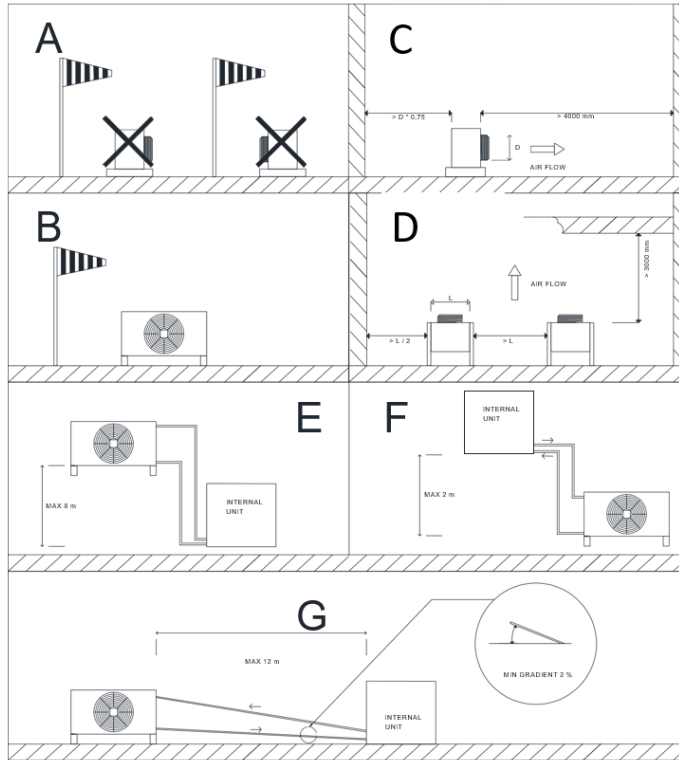 A
C
> D * 0,75
> 4000 mm
D
AIR FLOW
B
D
> 3000 mm
AIR FLOW
L
> L / 2
> L
E
F
INTERNAL
UNIT
MAX 8 m
INTERNAL
UNIT
MAX 2 m
G
MAX 12 m
MIN GRADIENT 2 %
INTERNAL
UNIT